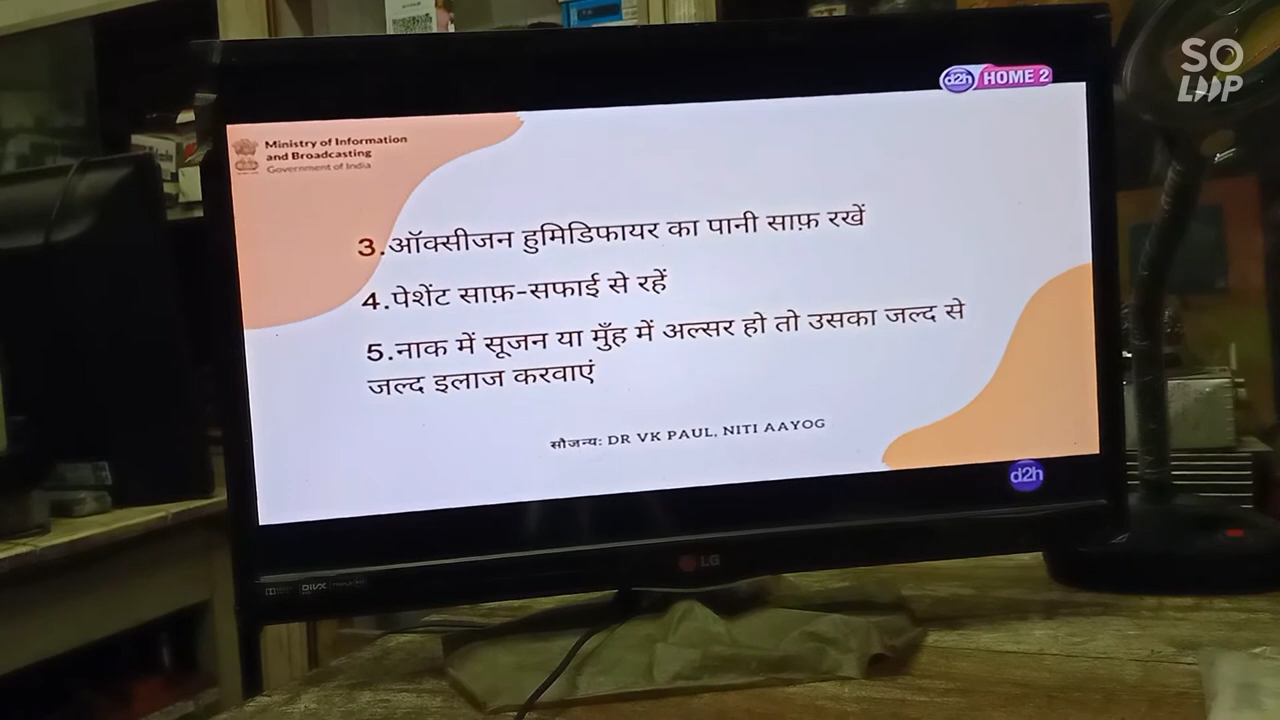 SO
LOOP
d2h HOME 2
Ministry of Information
and Broadcasting
Government of India
3.ऑक्सीजन हुमिडिफायर का पानी साफ़ रखें
4.पेशेंट साफ़-सफाई से रहें
5.नाक में सूजन या मुँह में अल्सर हो तो उसका जल्द से
जल्द इलाज करवाएं
सौजन्य: DR VK PAUL, NITI AAYOG
d2h
LG
DIVX